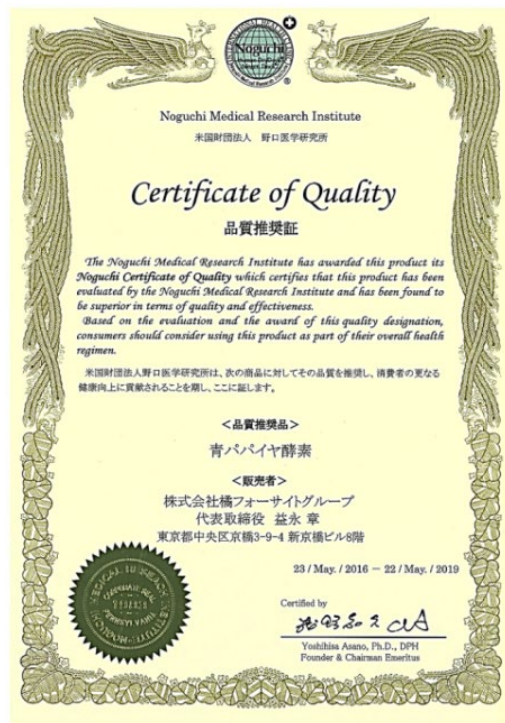 Noguchi
Noguchi Medical Research Institute
米国財団法人 野口医学研究所
Certificate of Quality
品質推奨証
The Noguchi Medical Research Institute has awarded this product its
Noguchi Certificate of Quality which certifies that this product has been
evaluated by the Noguchi Medical Research Institute and has been found to
be superior in terms of quality and effectiveness.
Based on the evaluation and the award of this quality designation,
consumers should consider using this product as part of their overall health
regimen.
米国財団法人野口医学研究所は、次の商品に対してその品質を推奨し、消費者の更なる
健康向上に貢献されることを期し、ここに証します。
<品質推奨品>
青パパイヤ酵素
<販売者>
株式会社橘フォーサイトグループ
代表取締役 益永 章
東京都中央区京橋3-9-4 新京橋ビル8階
23 / May. / 2016 − 22 / May. / 2019
Certified by
Yoshihisa Asano, Ph.D., DPH
Founder & Chairman Emeritus